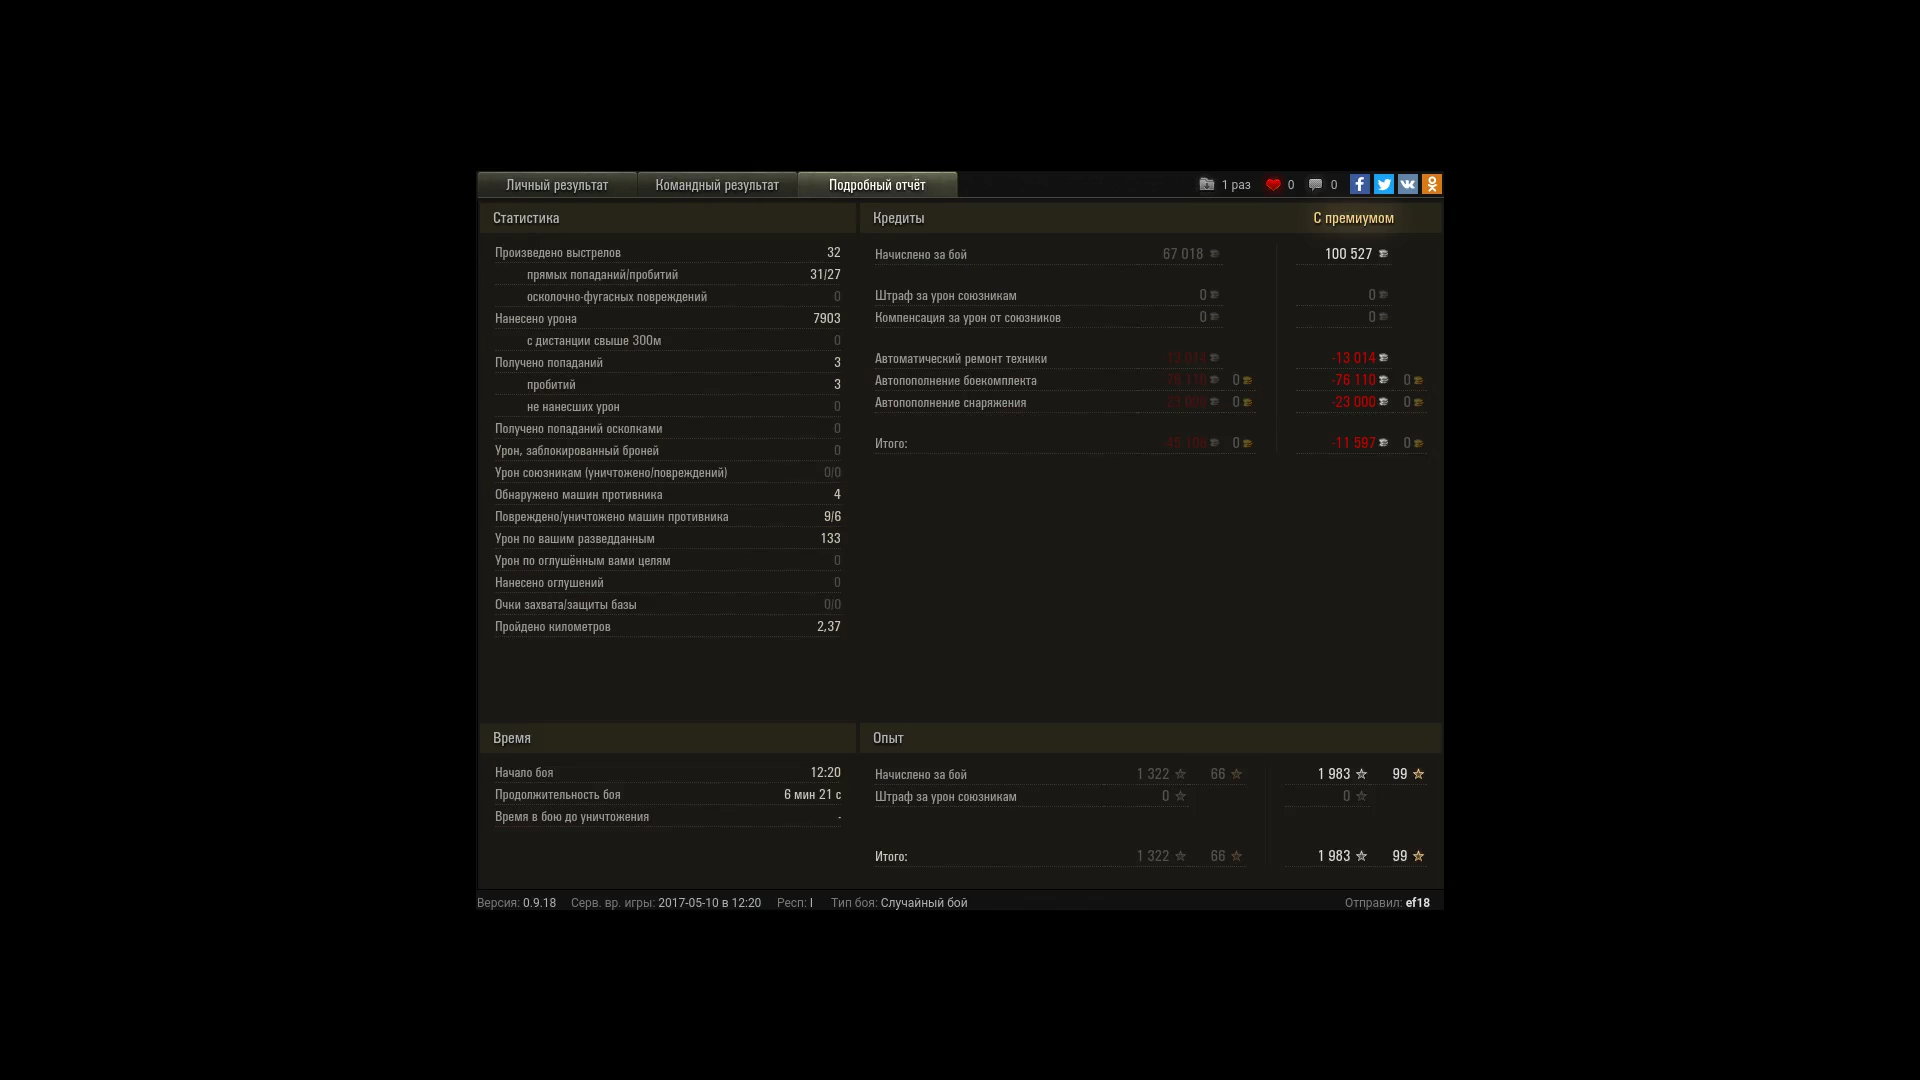 Личный результат Командный результат Подробный отчёт 1 раз 0 0
Статистика
Произведено выстрелов 32
прямых попаданий/пробитий 31/27
осколочно-фугасных повреждений 0
Нанесено урона 7903
с дистанции свыше 300м 0
Получено попаданий 3
пробитий 3
не нанесших урон 0
Получено попаданий осколками 0
Урон, заблокированный броней 0
Урон союзникам (уничтожено/повреждений) 0/0
Обнаружено машин противника 4
Повреждено/уничтожено машин противника 9/6
Урон по вашим разведданным 133
Урон по оглушённым вами целям 0
Нанесено оглушений 0
Очки захвата/защиты базы 0/0
Пройдено километров 2,37
Кредиты С премиумом
Начислено за бой 67 018 100 527
Штраф за урон союзникам 0 0
Компенсация за урон от союзников 0 0
Автоматический ремонт техники -13 014 -13 014
Автопополнение боекомплекта -76 110 0 -76 110 0
Автопополнение снаряжения -23 000 0 -23 000 0
Итого: -45 106 0 -11 597 0
Время
Начало боя 12:20
Продолжительность боя 6 мин 21 с
Время в бою до уничтожения -
Опыт
Начислено за бой 1 322 66 1 983 99
Штраф за урон союзникам 0 0
Итого: 1 322 66 1 983 99
Версия: 0.9.18 Серв. вр. игры: 2017-05-10 в 12:20 Респ: I Тип боя: Случайный бой Отправил: ef18